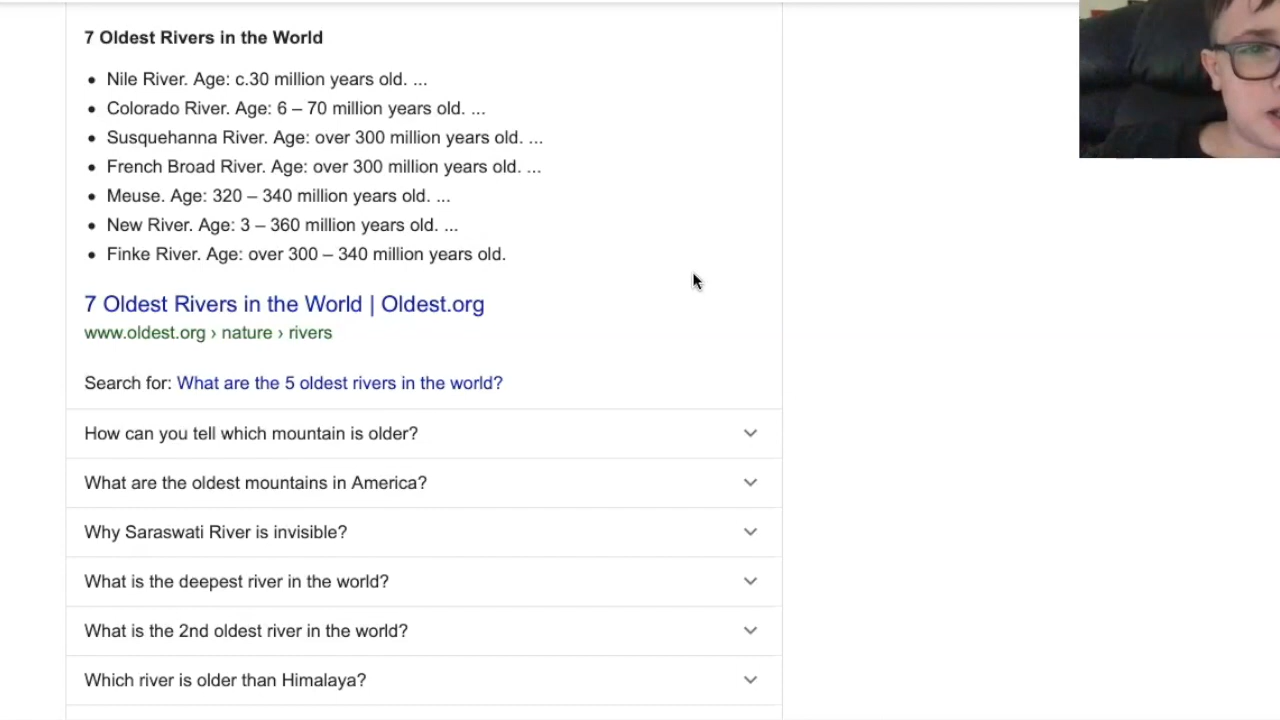 7 Oldest Rivers in the World
• Nile River. Age: c.30 million years old. ...
• Colorado River. Age: 6 – 70 million years old. ...
• Susquehanna River. Age: over 300 million years old. ...
• French Broad River. Age: over 300 million years old. ...
• Meuse. Age: 320 – 340 million years old. ...
• New River. Age: 3 – 360 million years old. ...
• Finke River. Age: over 300 – 340 million years old.
7 Oldest Rivers in the World | Oldest.org
www.oldest.org › nature › rivers
Search for: What are the 5 oldest rivers in the world?
How can you tell which mountain is older?
What are the oldest mountains in America?
Why Saraswati River is invisible?
What is the deepest river in the world?
What is the 2nd oldest river in the world?
Which river is older than Himalaya?